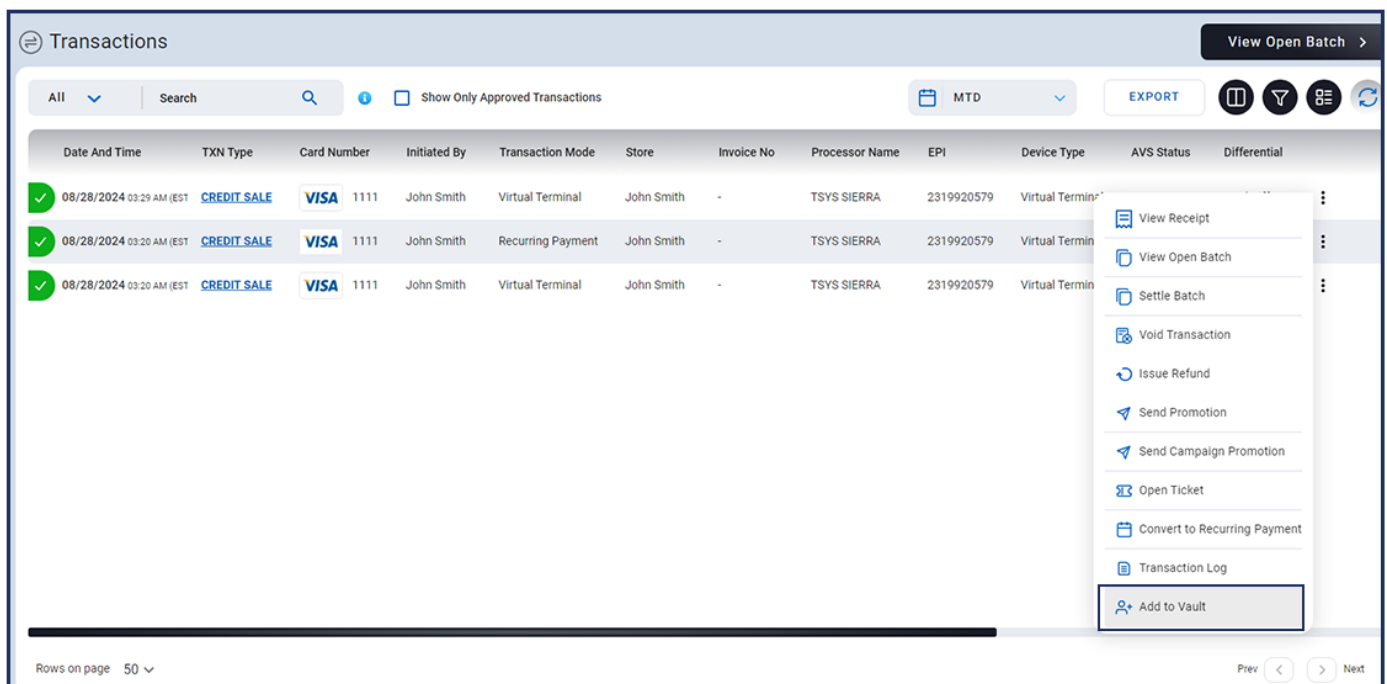 Transactions
View Open Batch
All Search Show Only Approved Transactions MTD EXPORT
Date And Time TXN Type Card Number Initiated By Transaction Mode Store Invoice No Processor Name EPI Device Type AVS Status Differential
08/28/2024 03:29 AM (EST CREDIT SALE VISA 1111 John Smith Virtual Terminal John Smith - TSYS SIERRA 2319920579 Virtual Terminal
08/28/2024 03:20 AM (EST CREDIT SALE VISA 1111 John Smith Recurring Payment John Smith - TSYS SIERRA 2319920579 Virtual Termin
08/28/2024 03:20 AM (EST CREDIT SALE VISA 1111 John Smith Virtual Terminal John Smith - TSYS SIERRA 2319920579 Virtual Termin
View Receipt
View Open Batch
Settle Batch
Void Transaction
Issue Refund
Send Promotion
Send Campaign Promotion
Open Ticket
Convert to Recurring Payment
Transaction Log
Add to Vault
Rows on page 50
Prev Next